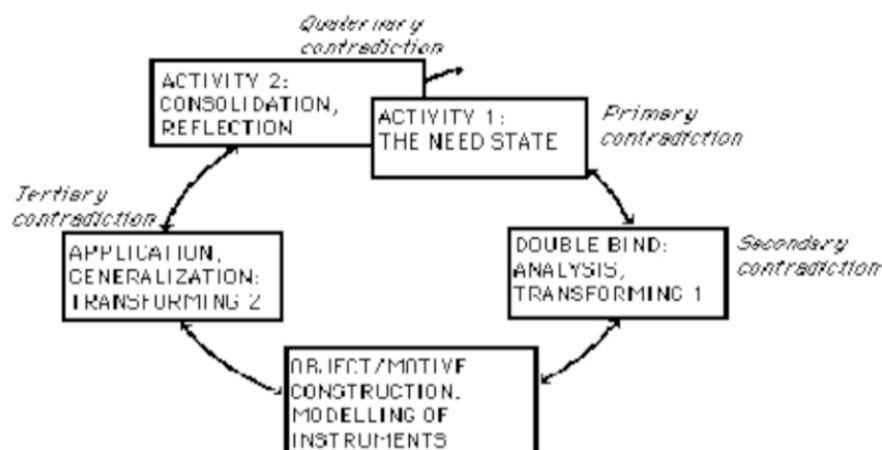 Quaternary
contradiction
ACTIVITY 2:
CONSOLIDATION,
REFLECTION
ACTIVITY 1:
THE NEED STATE
Primary
contradiction
Tertiary
contradiction
APPLICATION,
GENERALIZATION:
TRANSFORMING 2
DOUBLE BIND:
ANALYSIS,
TRANSFORMING 1
Secondary
contradiction
OBJECT/MOTIVE
CONSTRUCTION.
MODELLING OF
INSTRUMENTS